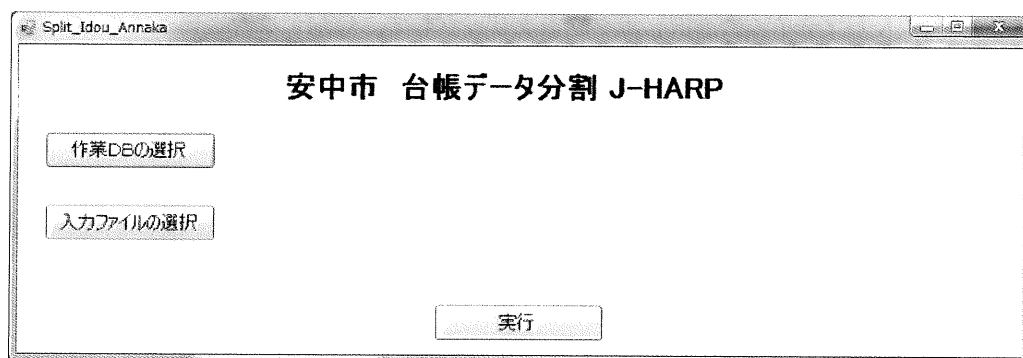 Split_Idou_Annaka
安中市 台帳データ分割 J-HARP
作業DBの選択
入力ファイルの選択
実行